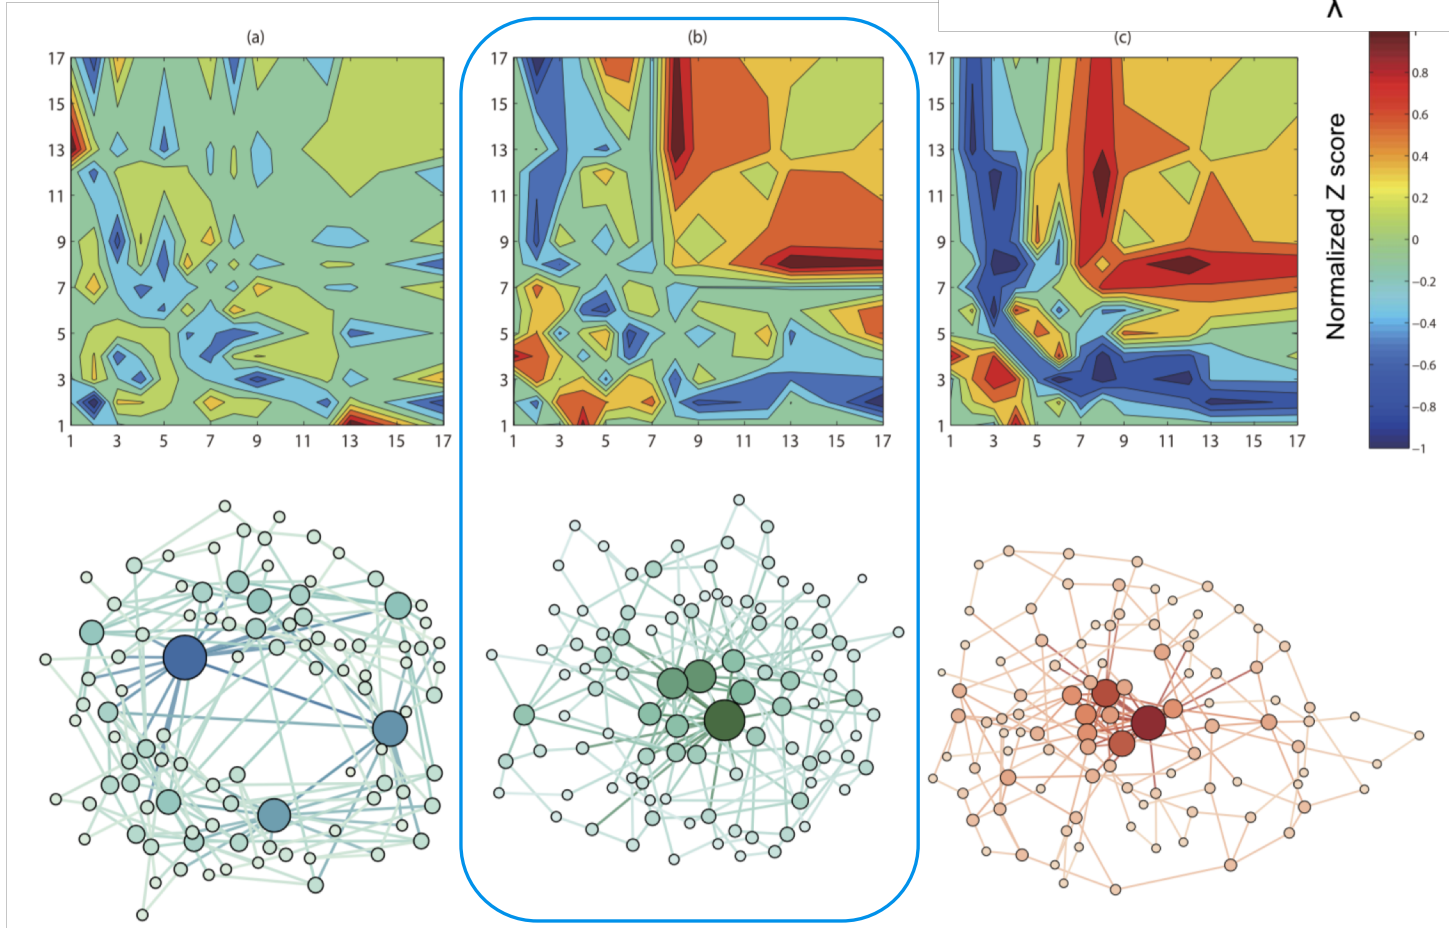 λ
(a) (b) (c)
17 17 17
15 15 15 0.8
13 13 13 0.6
0.4
11 11 11 0.2
9 9 9 0
7 7 7 −0.2
−0.4
5 5 5 −0.6
3 3 3 −0.8
1 1 1 −1
1 3 5 7 9 11 13 15 17 1 3 5 7 9 11 13 15 17 1 3 5 7 9 11 13 15 17
Normalized Z score